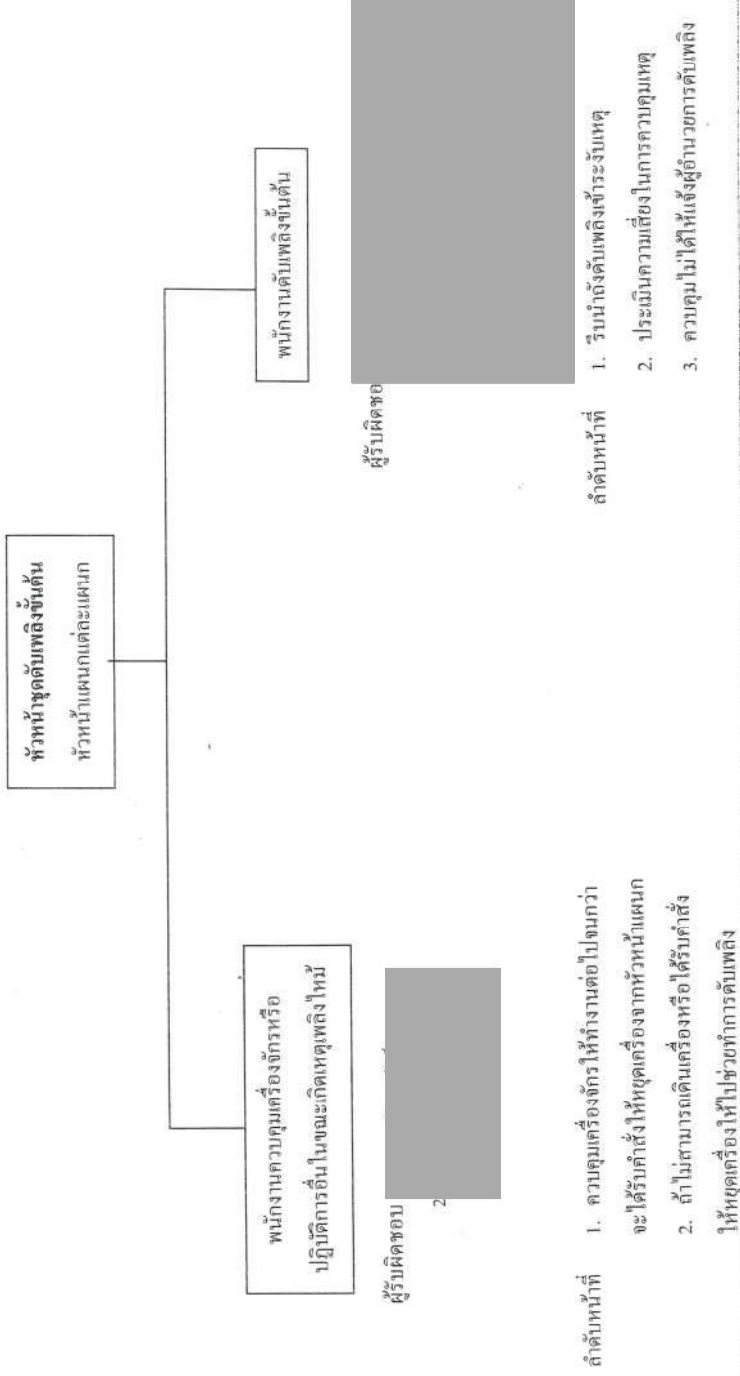 หัวหน้าชุดดับเพลิงขั้นต้น
หัวหน้าแผนกแต่ละแผนก
พนักงานควบคุมเครื่องจักรหรือ
ปฏิบัติการอื่นในขณะเกิดเหตุเพลิงไหม้
ผู้รับผิดชอบ
2
ลำดับหน้าที่ 1. ควบคุมเครื่องจักรให้ทำงานต่อไปจนกว่า
จะได้รับคำสั่งให้หยุดเครื่องจากหัวหน้าแผนก
2. ถ้าไม่สามารถเดินเครื่องหรือได้รับคำสั่ง
ให้หยุดเครื่องให้ไปช่วยทำการดับเพลิง
พนักงานดับเพลิงขั้นต้น
ผู้รับผิดชอ
ลำดับหน้าที่ 1. รีบนำถังดับเพลิงเข้าระงับเหตุ
2. ประเมินความเสี่ยงในการควบคุมเหตุ
3. ควบคุมไม่ได้ให้แจ้งผู้อำนวยการดับเพลิง